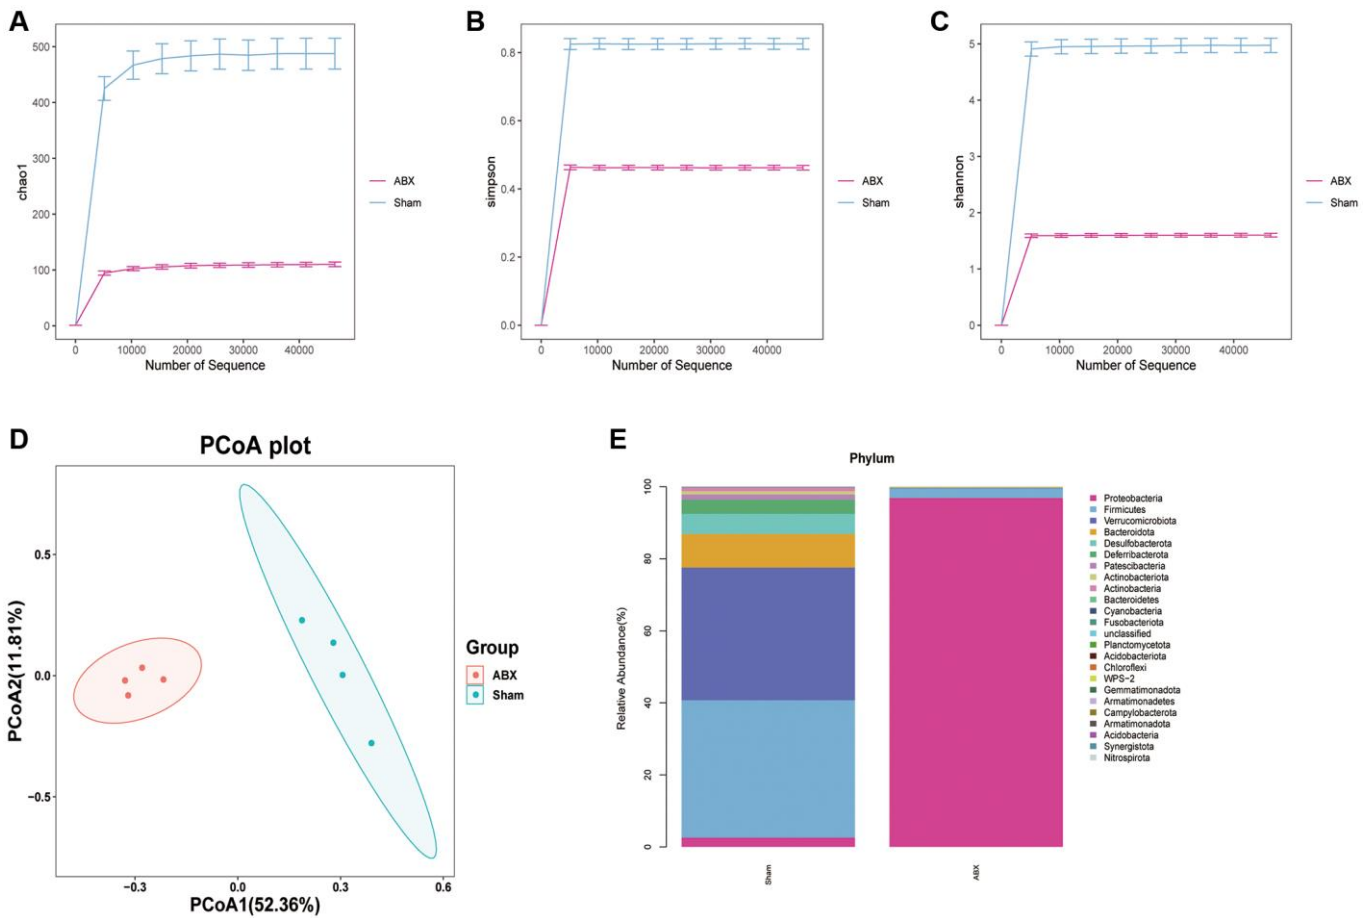 A
500
400
300
200
100
0
chao1
0 10000 20000 30000 40000
Number of Sequence
ABX
Sham
B
0.8
0.6
0.4
0.2
0.0
simpson
0 10000 20000 30000 40000
Number of Sequence
ABX
Sham
C
5
4
3
2
1
0
shannon
0 10000 20000 30000 40000
Number of Sequence
ABX
Sham
D
PCoA plot
0.5
0.0
−0.5
PCoA2(11.81%)
−0.3 0.0 0.3 0.6
PCoA1(52.36%)
Group
ABX
Sham
E
Phylum
100
80
60
40
20
0
Relative Abundance(%)
Sham ABX
Proteobacteria
Firmicutes
Verrucomicrobiota
Bacteroidota
Desulfobacterota
Deferribacterota
Patescibacteria
Actinobacteriota
Actinobacteria
Bacteroidetes
Cyanobacteria
Fusobacteriota
unclassified
Planctomycetota
Acidobacteriota
Chloroflexi
WPS−2
Gemmatimonadota
Armatimonadetes
Campylobacterota
Armatimonadota
Acidobacteria
Synergistota
Nitrospirota